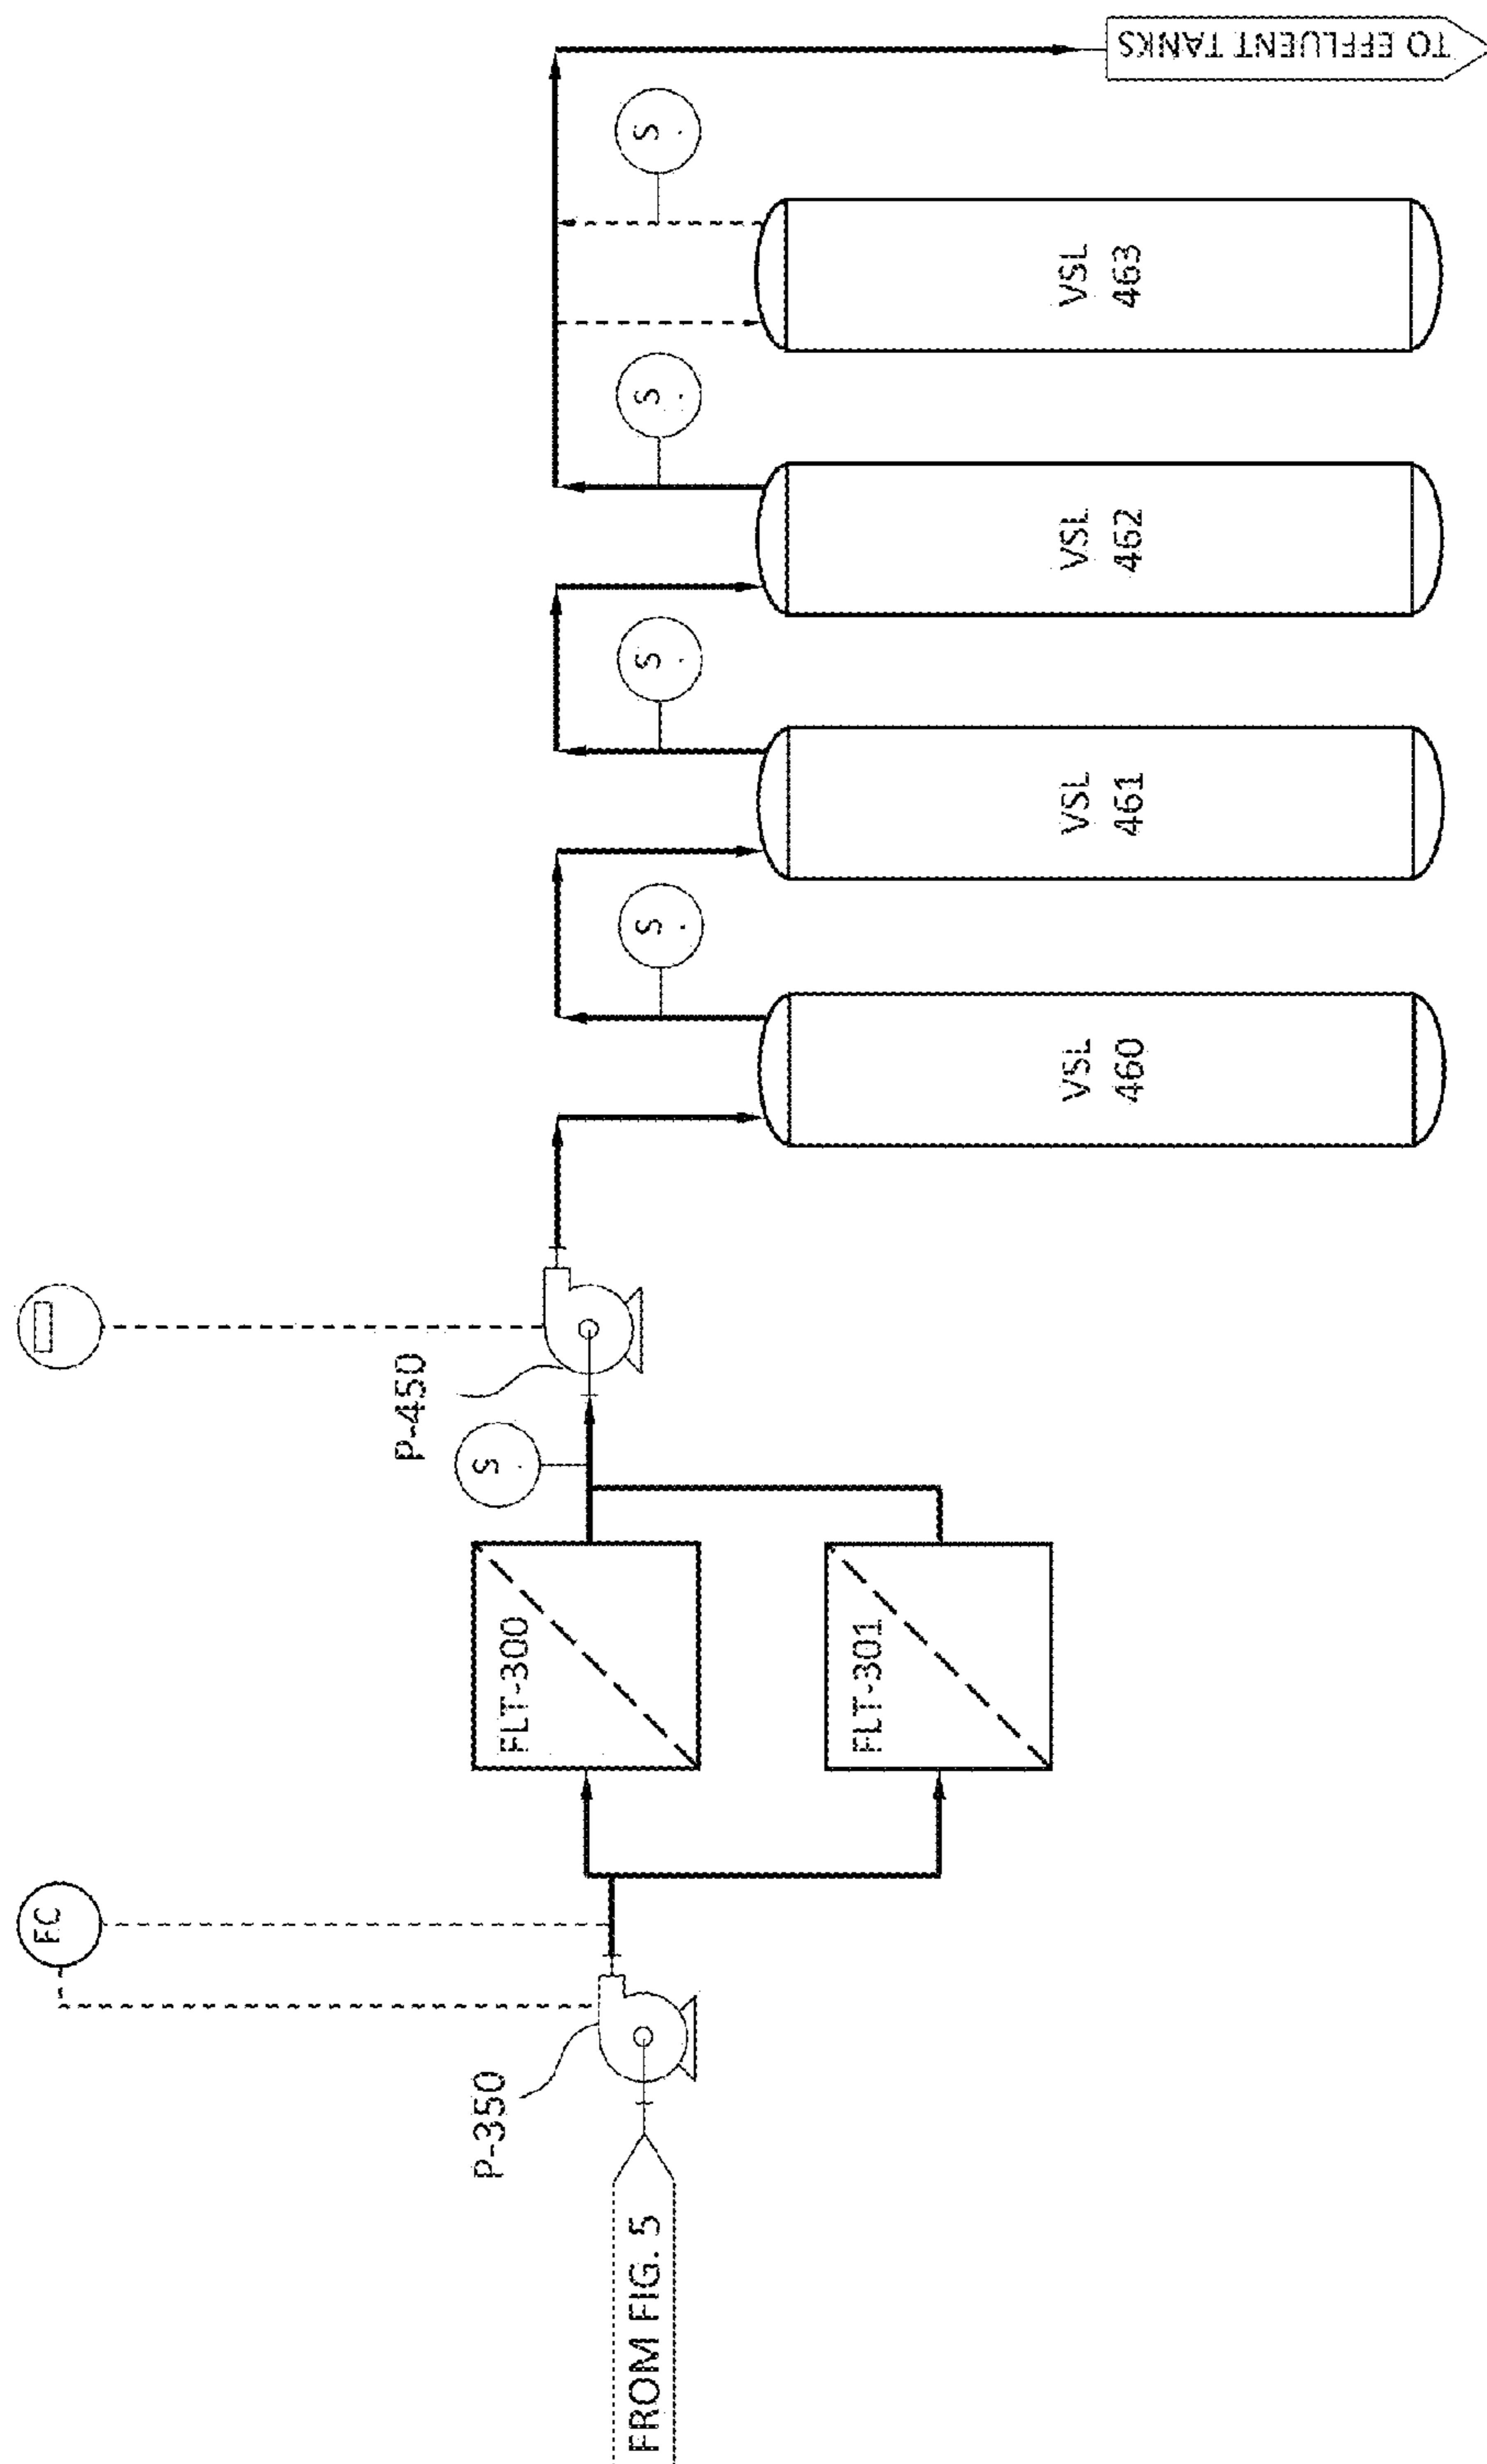 FROM FIG. 5
P-350
FC
FLT-300
FLT-301
S
P-450
VSL
460
S
VSL
461
S
VSL
462
S
VSL
463
S
TO EFFLUENT TANKS